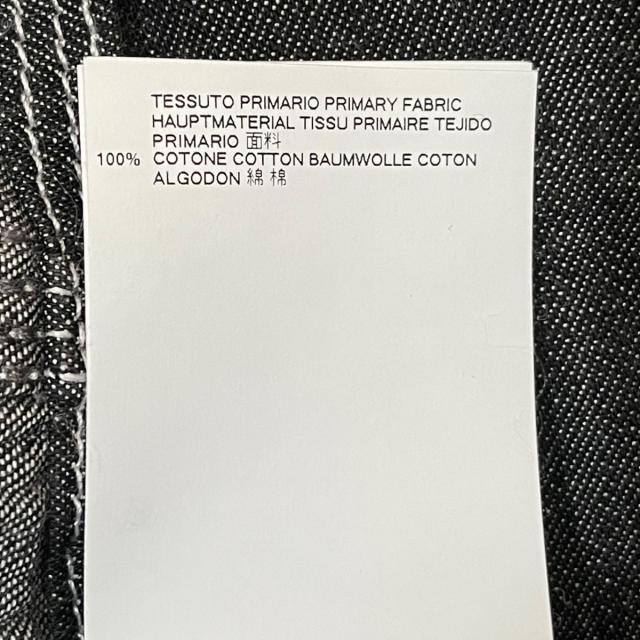 TESSUTO PRIMARIO PRIMARY FABRIC
HAUPTMATERIAL TISSU PRIMAIRE TEJIDO
PRIMARIO 面料
100% COTONE COTTON BAUMWOLLE COTON
ALGODON 綿 棉